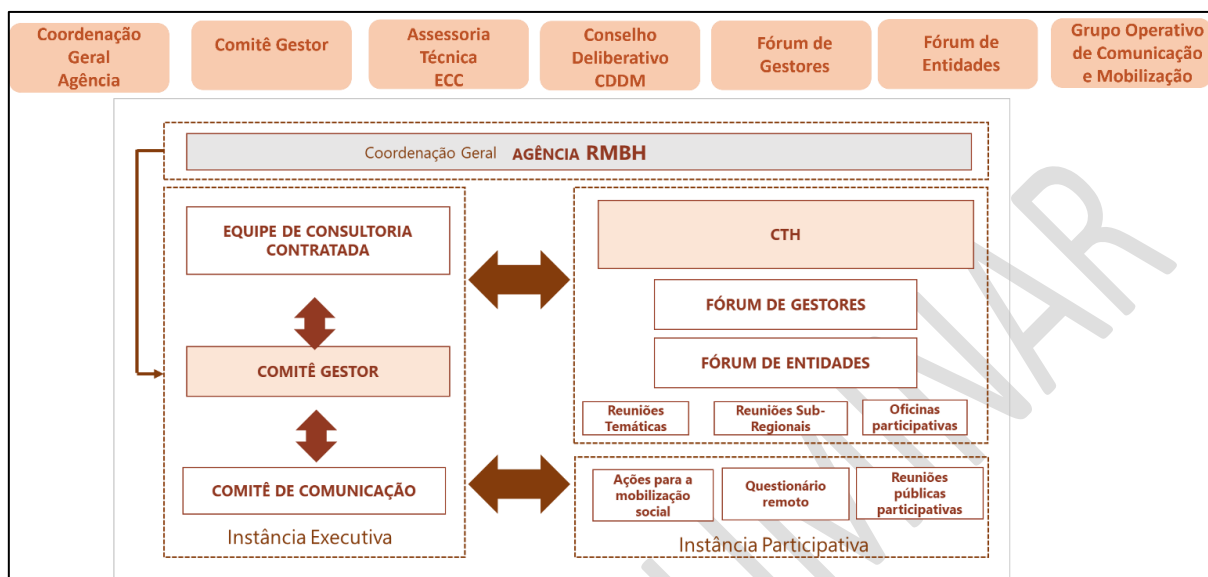 Coordenação
Geral
Agência
Comitê Gestor
Assessoria
Técnica
ECC
Conselho
Deliberativo
CDDM
Fórum de
Gestores
Fórum de
Entidades
Grupo Operativo
de Comunicação
e Mobilização
Coordenação Geral AGÊNCIA RMBH
EQUIPE DE CONSULTORIA
CONTRATADA
COMITÊ GESTOR
COMITÊ DE COMUNICAÇÃO
Instância Executiva
CTH
FÓRUM DE GESTORES
FÓRUM DE ENTIDADES
Reuniões
Temáticas
Reuniões Sub-
Regionais
Oficinas
participativas
Ações para a
mobilização
social
Questionário
remoto
Reuniões
públicas
participativas
Instância Participativa